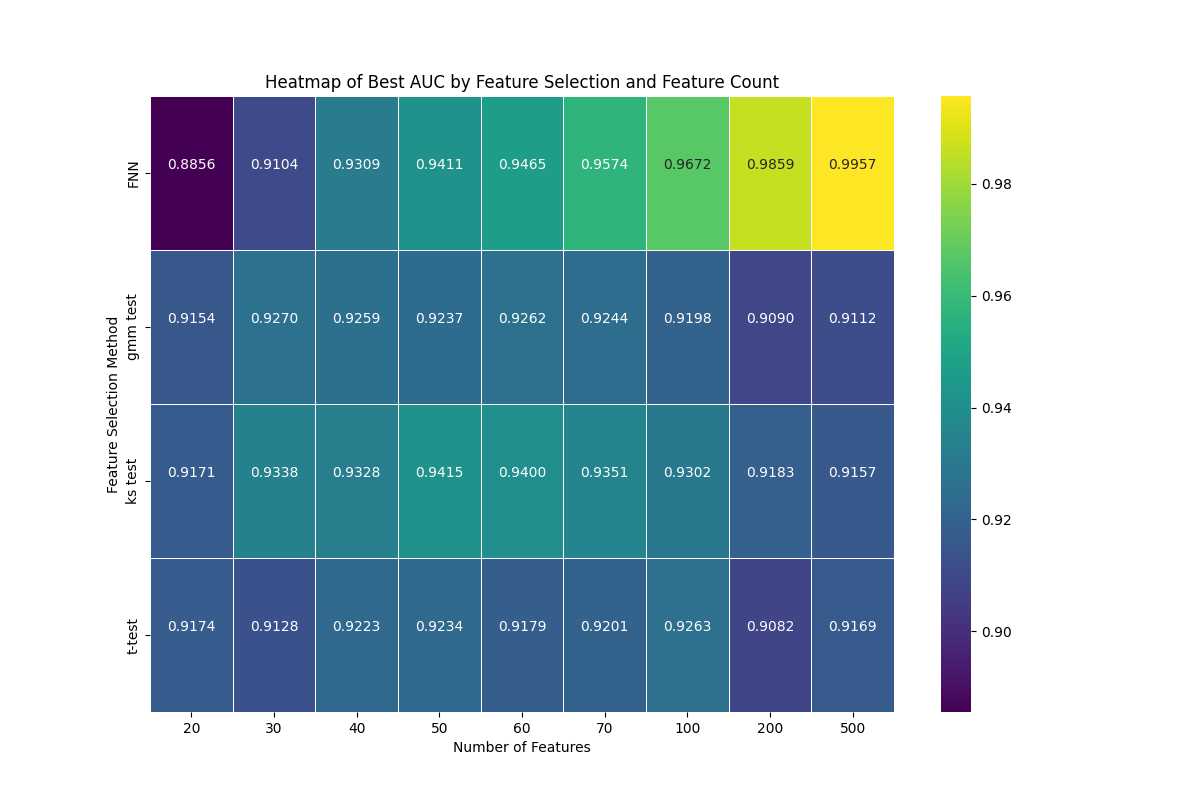 Heatmap of Best AUC by Feature Selection and Feature Count
Feature Selection Method
FNN
0.8856 0.9104 0.9309 0.9411 0.9465 0.9574 0.9672 0.9859 0.9957
gmm test
0.9154 0.9270 0.9259 0.9237 0.9262 0.9244 0.9198 0.9090 0.9112
ks test
0.9171 0.9338 0.9328 0.9415 0.9400 0.9351 0.9302 0.9183 0.9157
t-test
0.9174 0.9128 0.9223 0.9234 0.9179 0.9201 0.9263 0.9082 0.9169
20 30 40 50 60 70 100 200 500
Number of Features
0.98
0.96
0.94
0.92
0.90